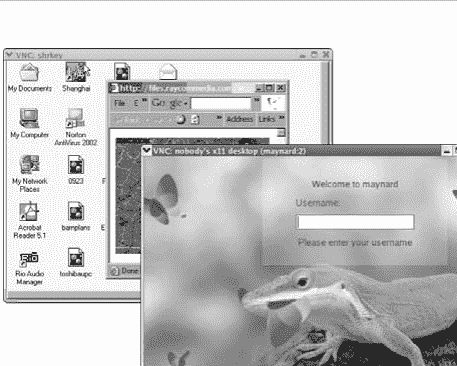 VNC: shrkey
My Documents
Shanghai
My Computer
Norton
AntiVirus 2002
My Network
Places
0923
Acrobat
Reader 5.1
bamplans
Rio
Rio Audio
Manager
toshibaupc
http://files.raycommedia.com
File E »
Google
»
Address
Links »
Done
VNC: nobody's x11 desktop (maynard:2)
Welcome to maynard
Username:
Please enter your username